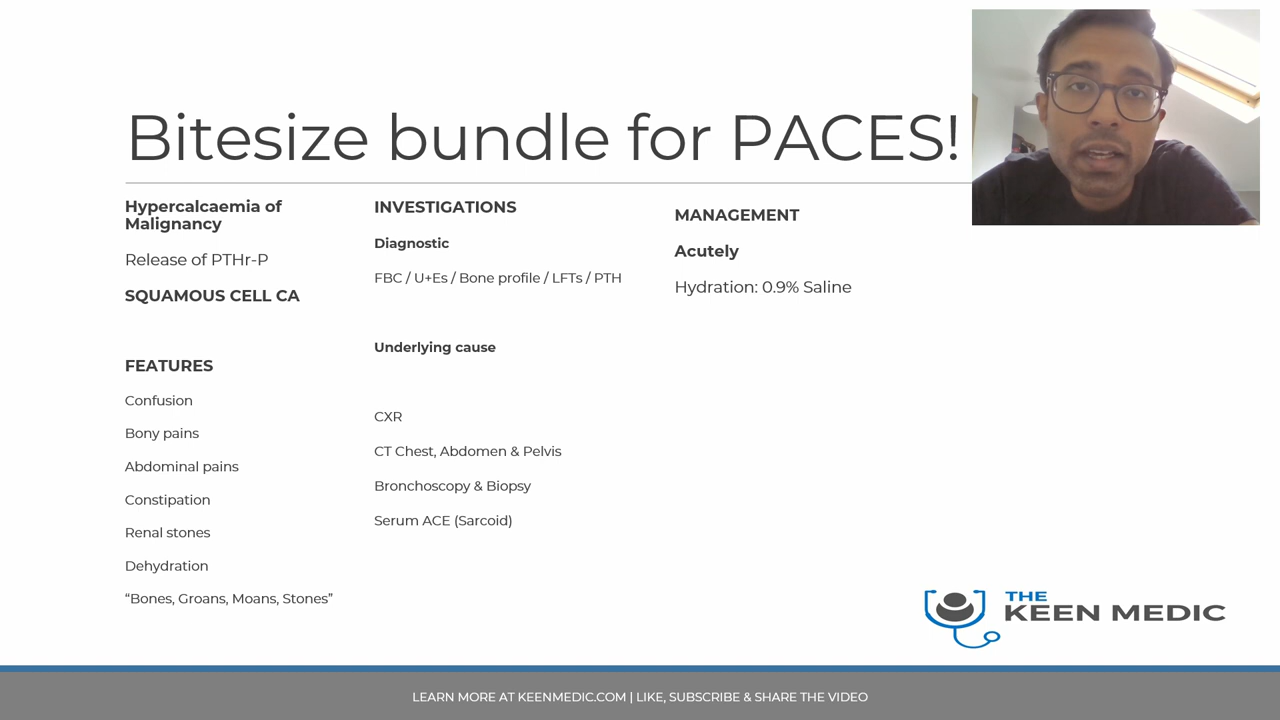 Bitesize bundle for PACES!
Hypercalcaemia of
Malignancy
Release of PTHr-P
SQUAMOUS CELL CA
FEATURES
Confusion
Bony pains
Abdominal pains
Constipation
Renal stones
Dehydration
“Bones, Groans, Moans, Stones”
INVESTIGATIONS
Diagnostic
FBC / U+Es / Bone profile / LFTs / PTH
Underlying cause
CXR
CT Chest, Abdomen & Pelvis
Bronchoscopy & Biopsy
Serum ACE (Sarcoid)
MANAGEMENT
Acutely
Hydration: 0.9% Saline
THE
KEEN MEDIC
LEARN MORE AT KEENMEDIC.COM | LIKE, SUBSCRIBE & SHARE THE VIDEO